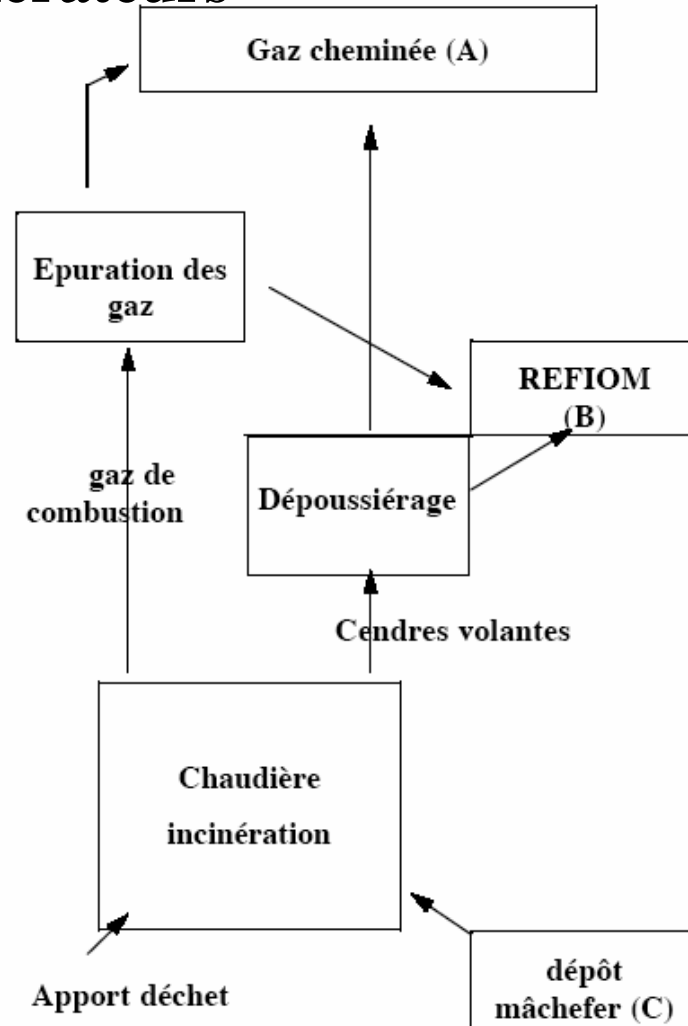 Gaz cheminée (A)
Epuration des
gaz
REFIOM
(B)
gaz de
combustion
Dépoussiérage
Cendres volantes
Chaudière
incinération
Apport déchet
dépôt
mâchefer (C)